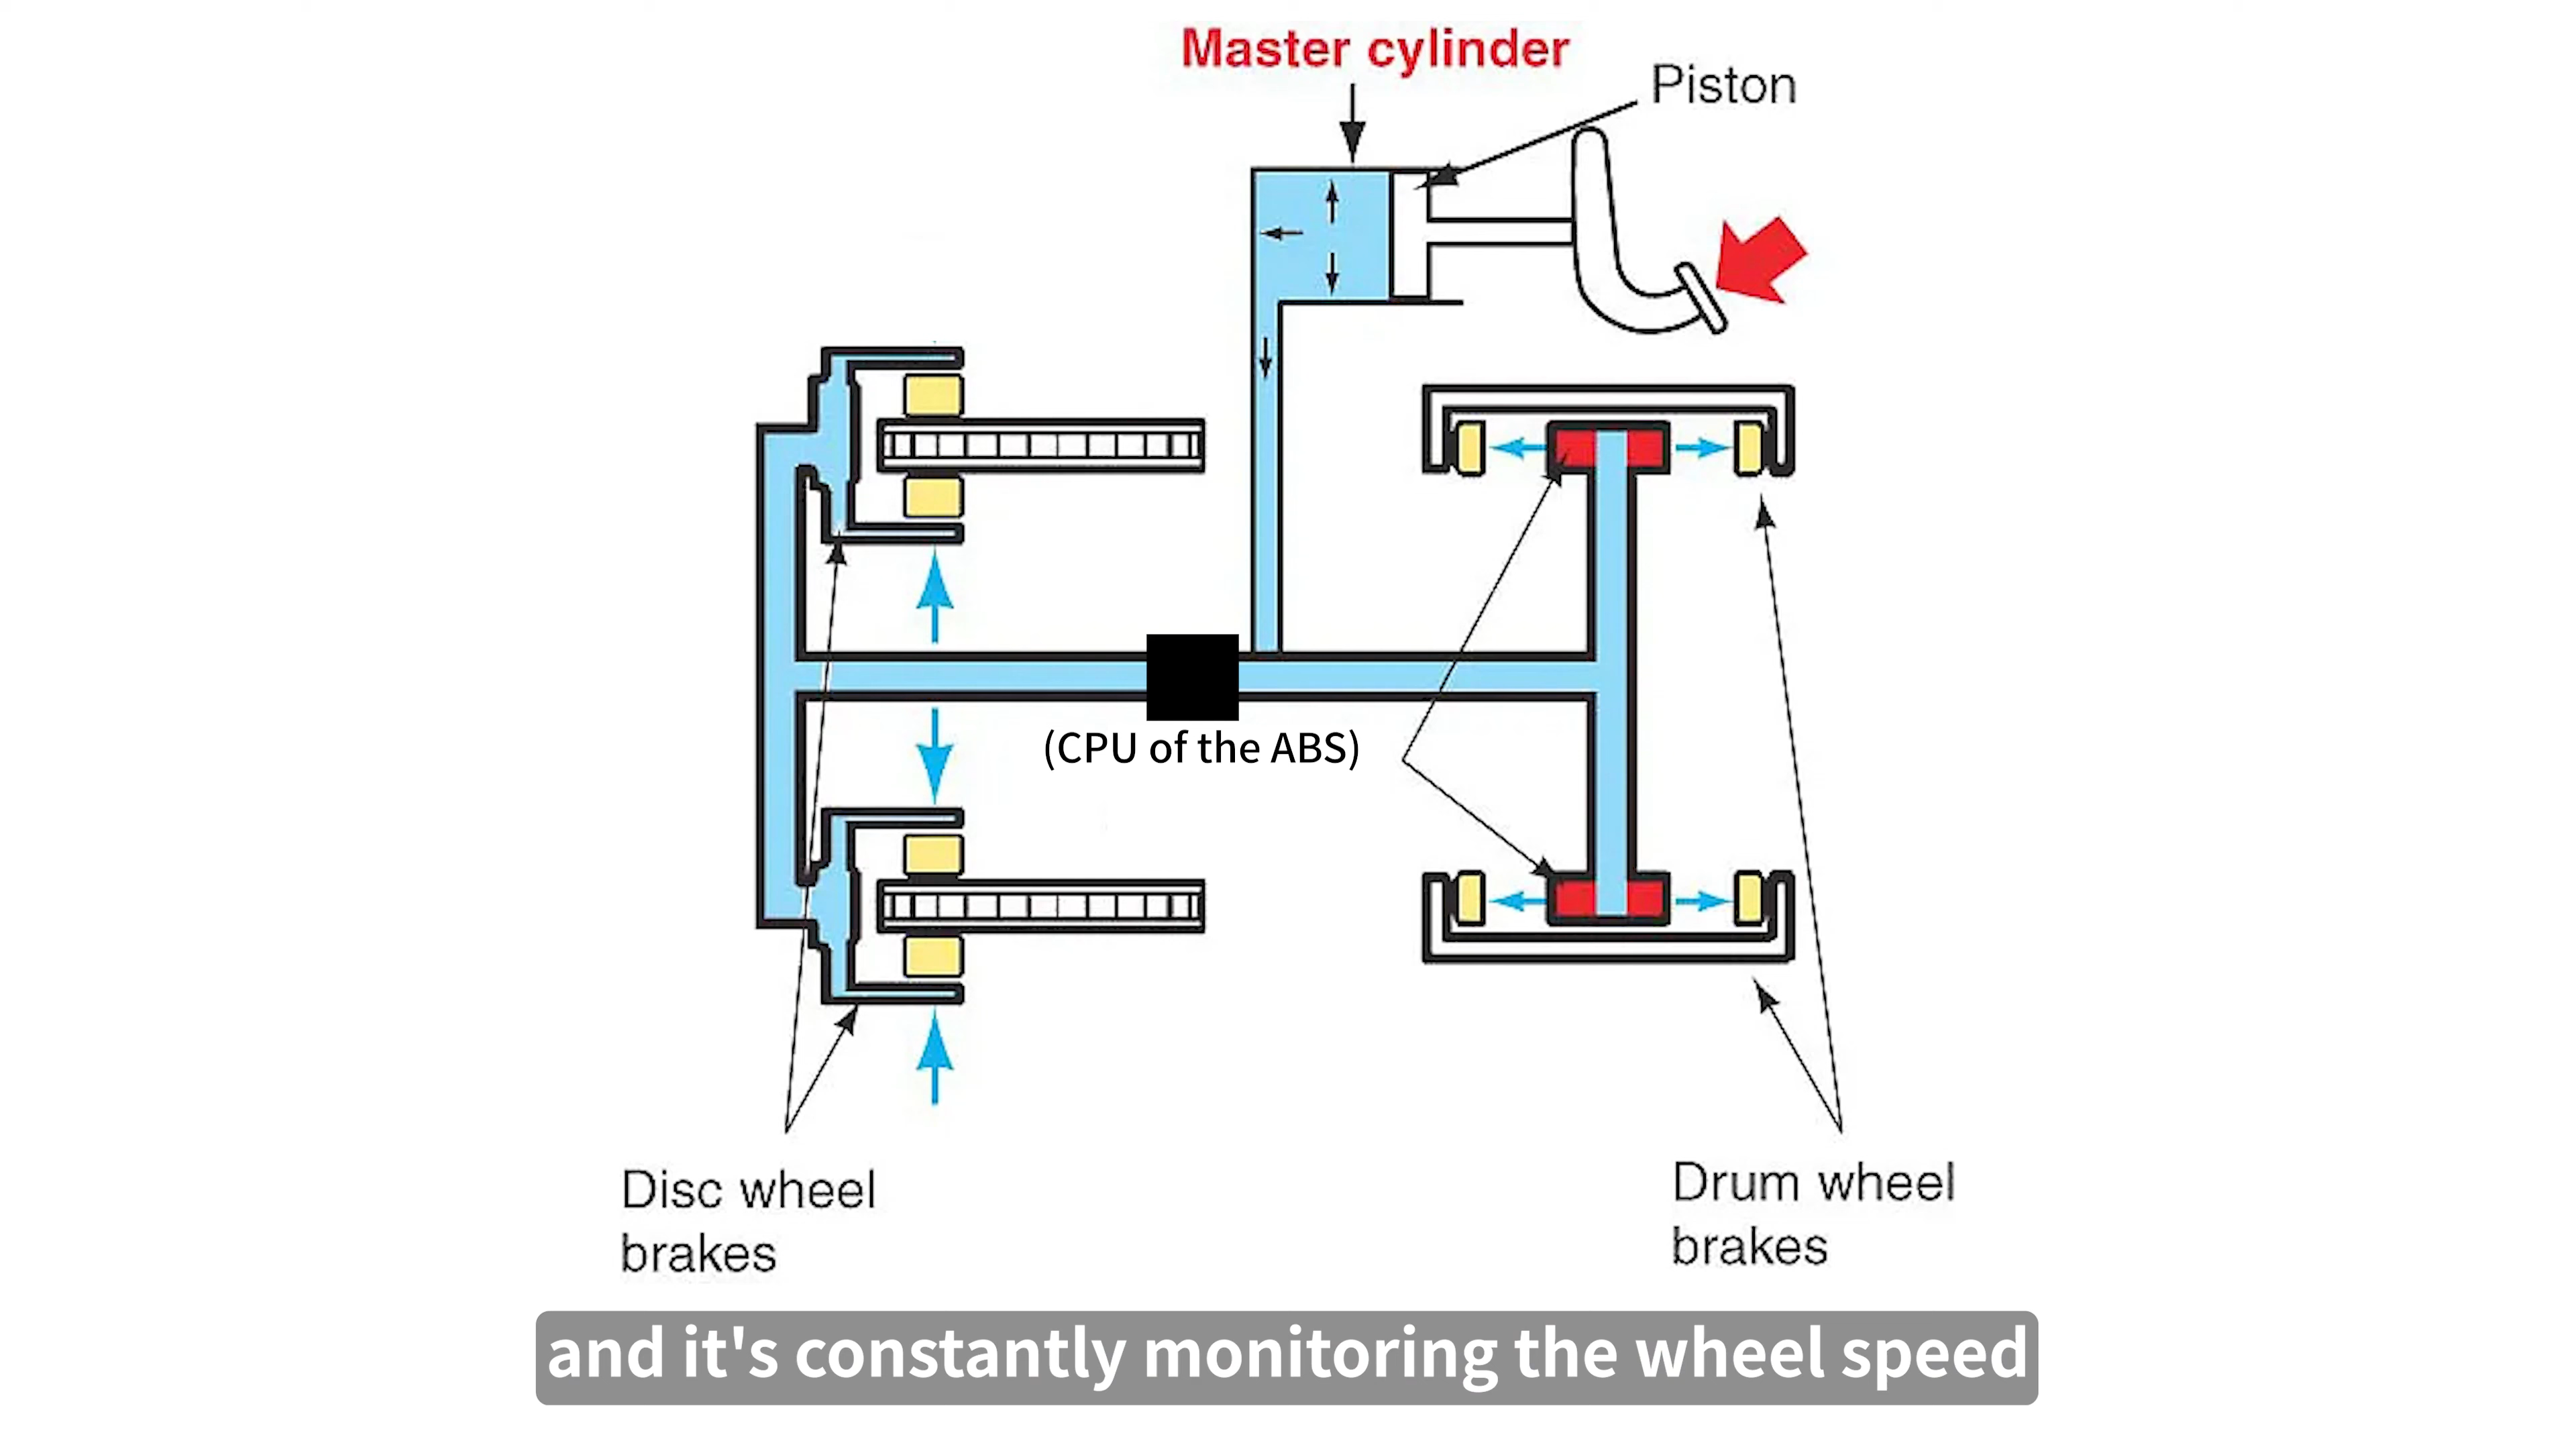 Master cylinder
Piston
(CPU of the ABS)
Disc wheel
brakes
Drum wheel
brakes
and it's constantly monitoring the wheel speed